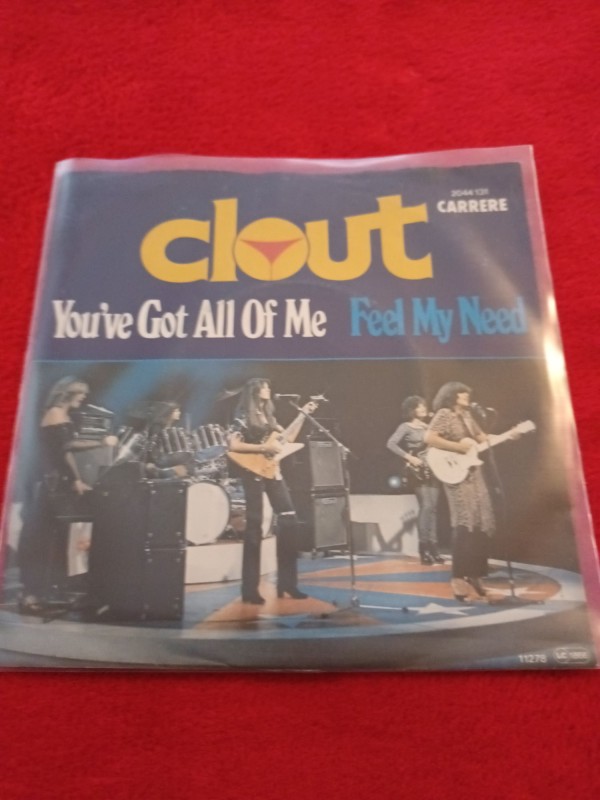 2044 131
CARRERE
clout
You've Got All Of Me Feel My Need
11278